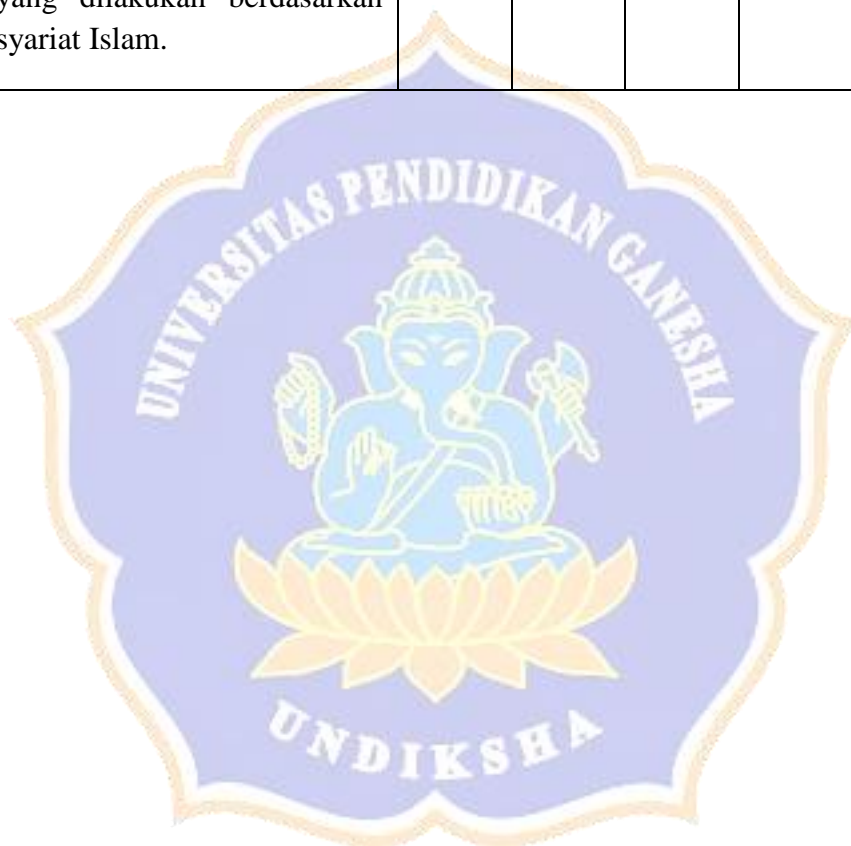 yang dilakukan berdasarkan
syariat Islam.
UNIVERSITAS PENDIDIKAN GANESHA
UNDIKSHA